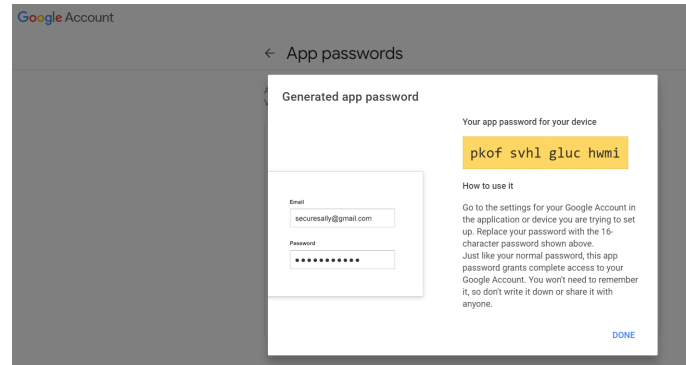 Google Account
← App passwords
Generated app password
Your app password for your device
pkof svhl gluc hwmi
How to use it
Go to the settings for your Google Account in
the application or device you are trying to set
up. Replace your password with the 16-
character password shown above.
Just like your normal password, this app
password grants complete access to your
Google Account. You won't need to remember
it, so don't write it down or share it with
anyone.
Email
securesally@gmail.com
Password
●●●●●●●●●●●
DONE